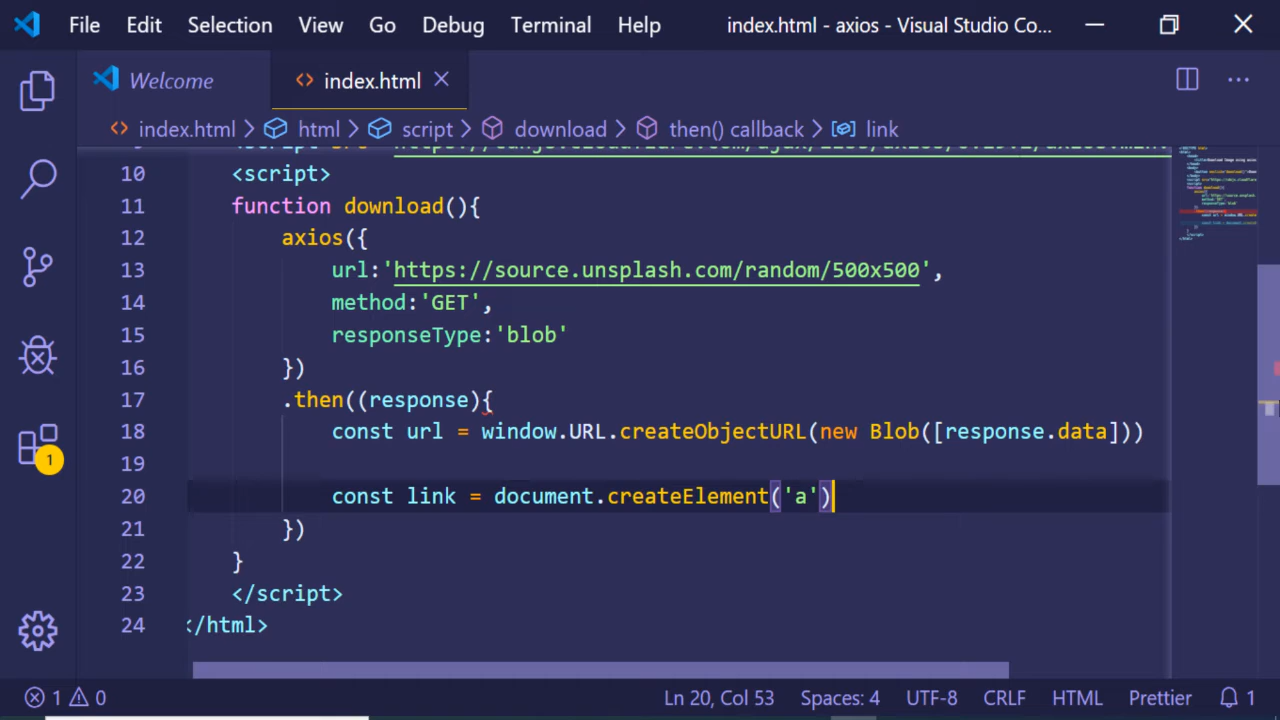 File Edit Selection View Go Debug Terminal Help index.html - axios - Visual Studio Co...
Welcome index.html
index.html html script download then() callback link
10 <script>
11 function download(){
12 axios({
13 url:'https://source.unsplash.com/random/500x500',
14 method:'GET',
15 responseType:'blob'
16 })
17 .then((response){
18 const url = window.URL.createObjectURL(new Blob([response.data]))
19
20 const link = document.createElement('a')
21 })
22 }
23 </script>
24 </html>
1
1 0 Ln 20, Col 53 Spaces: 4 UTF-8 CRLF HTML Prettier 1